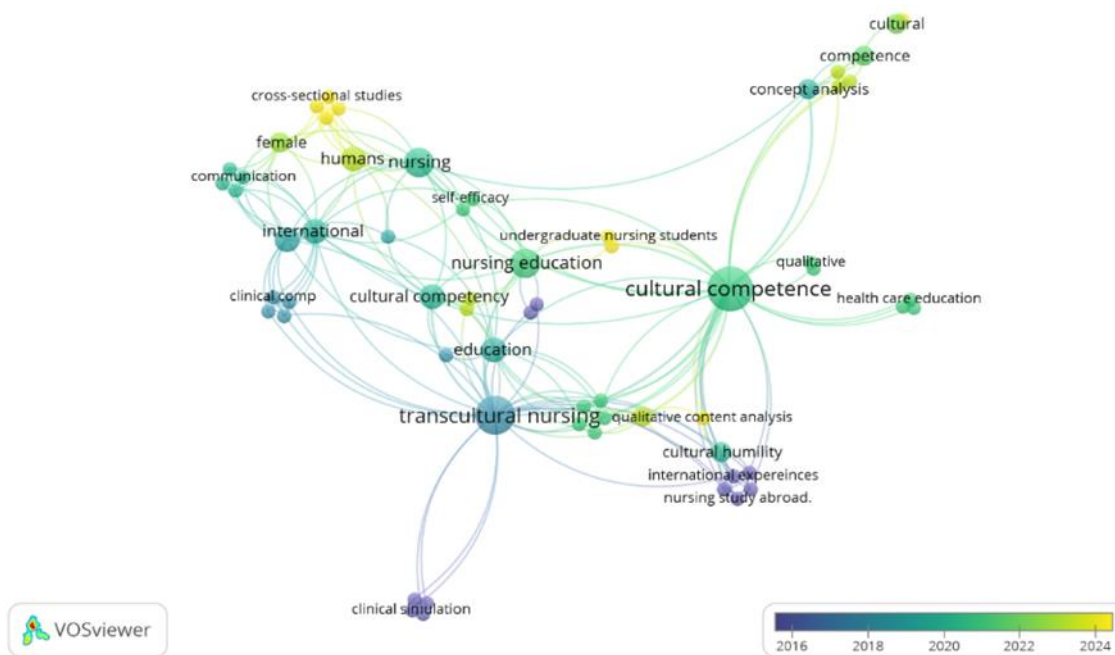 cultural
competence
concept analysis
cross-sectional studies
female
humans
nursing
communication
self-efficacy
international
undergraduate nursing students
nursing education
qualitative
cultural competence
clinical comp
cultural competency
health care education
education
transcultural nursing
qualitative content analysis
cultural humility
international expereinces
nursing study abroad.
clinical simulation
VOSviewer
2016 2018 2020 2022 2024